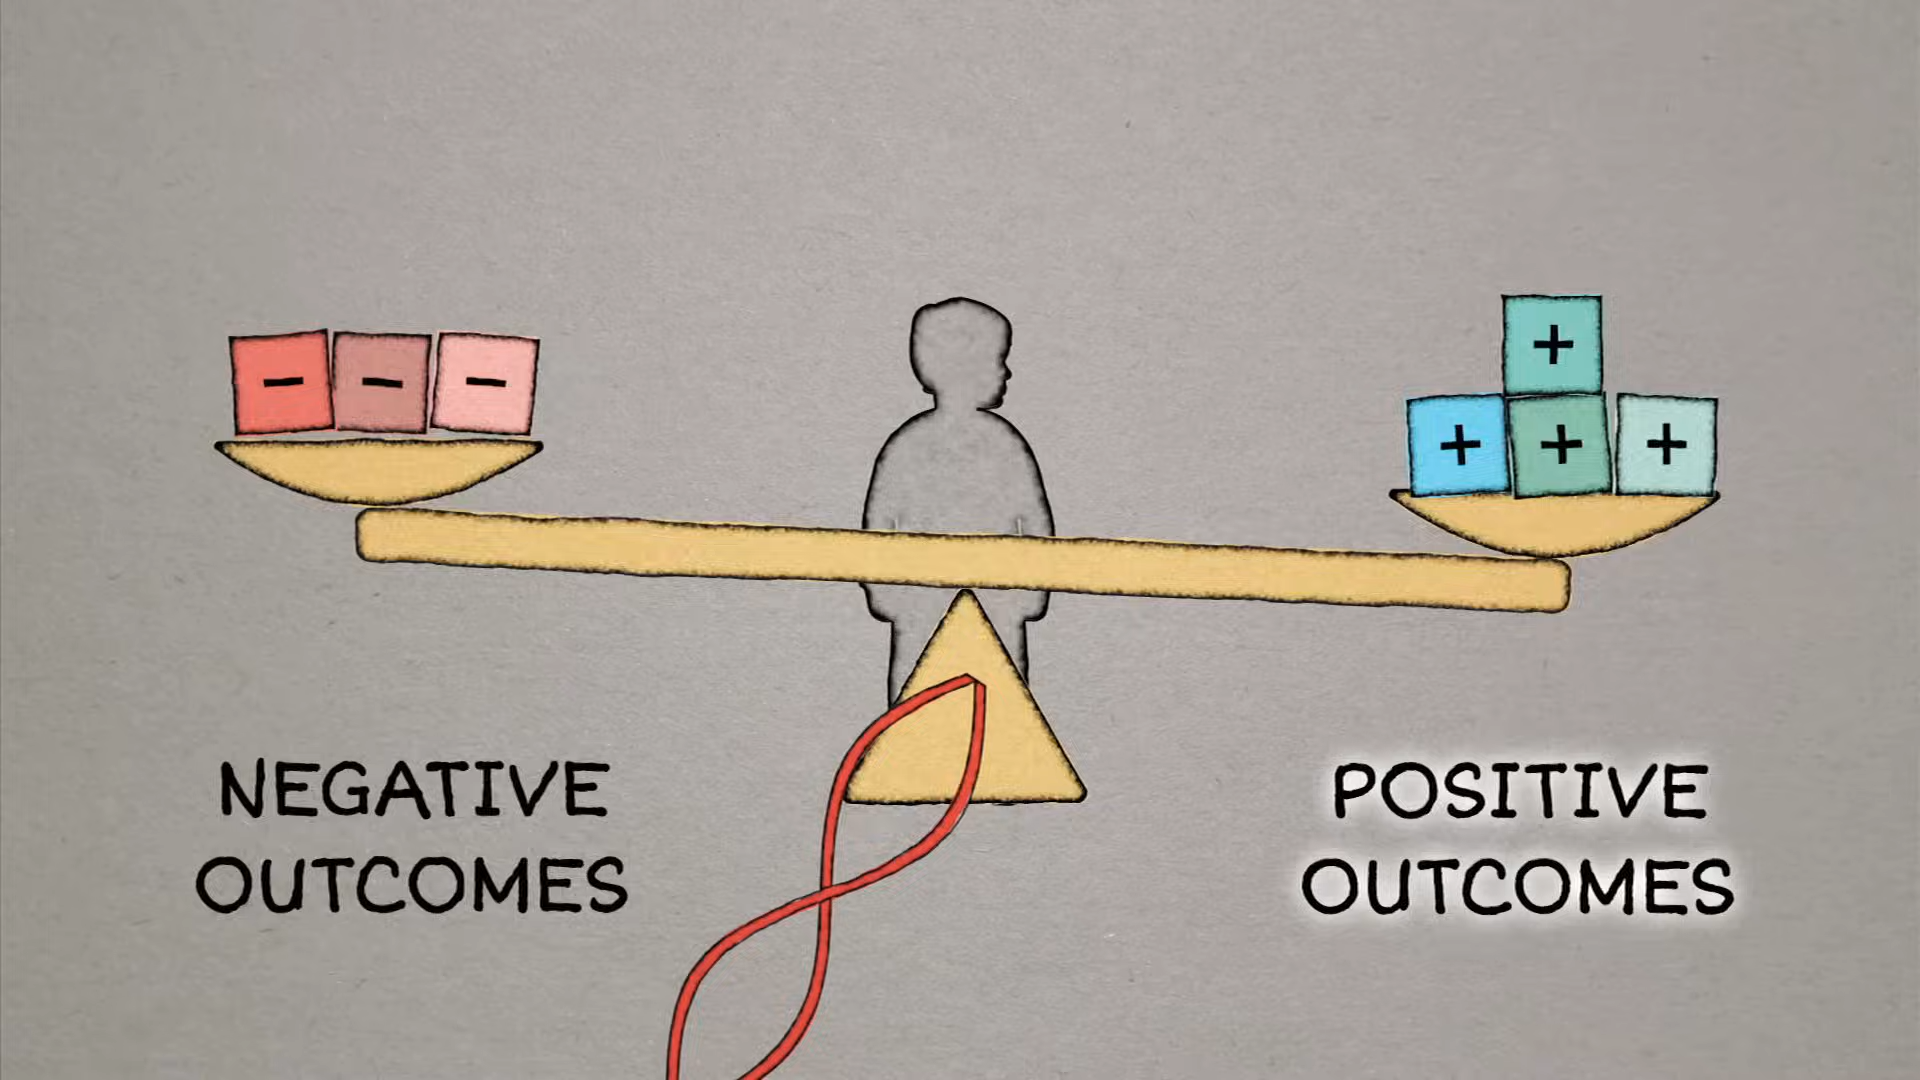 − − −
+
+ + +
NEGATIVE
OUTCOMES
POSITIVE
OUTCOMES